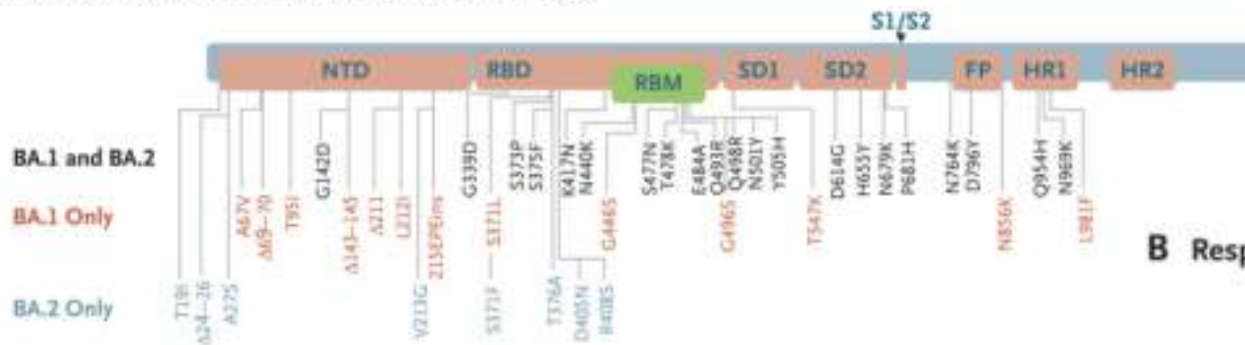 S1/S2
NTD RBD RBM SD1 SD2 FP HR1 HR2
BA.1 and BA.2
G142D G339D S373P S375F K417N N440K S477N T478K E484A Q493R Q498R N501Y Y505H D614G H655Y N679K P681H N764K D796Y Q954H N969K
BA.1 Only
A67V Δ69–70 T95I Δ143–145 Δ211 L212I 215EPEins S371L G446S G496S T547K N856K L981F
B Resp
BA.2 Only
T19I Δ24–26 A27S V213G S371F T376A D405N R408S